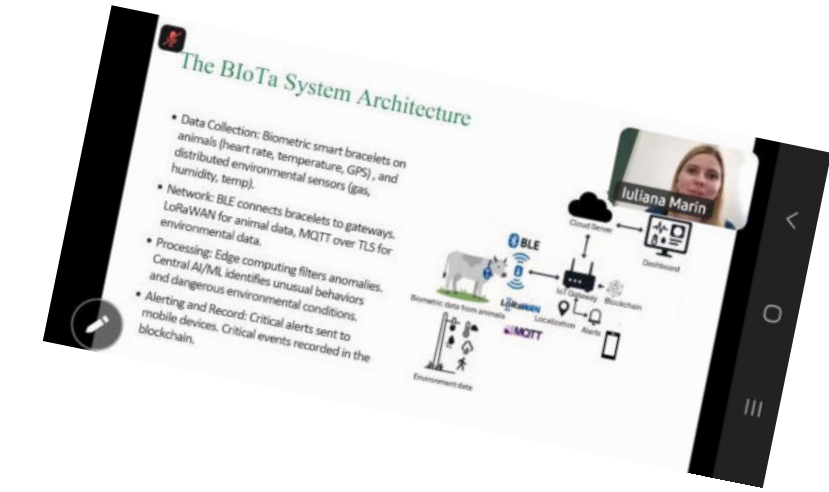 The BIoTa System Architecture
• Data Collection: Biometric smart bracelets on
animals (heart rate, temperature, GPS), and
distributed environmental sensors (gas,
humidity, temp).
• Network: BLE connects bracelets to gateways.
LoRaWAN for animal data, MQTT over TLS for
environmental data.
• Processing: Edge computing filters anomalies.
Central AI/ML identifies unusual behaviors
and dangerous environmental conditions.
• Alerting and Record: Critical alerts sent to
mobile devices. Critical events recorded in the
blockchain.
Iuliana Marin
Cloud Server
Dashboard
BLE
IoT Gateway
Blockchain
Biometric data from animals
LoRaWAN
Localization
Alerts
MQTT
Environment data